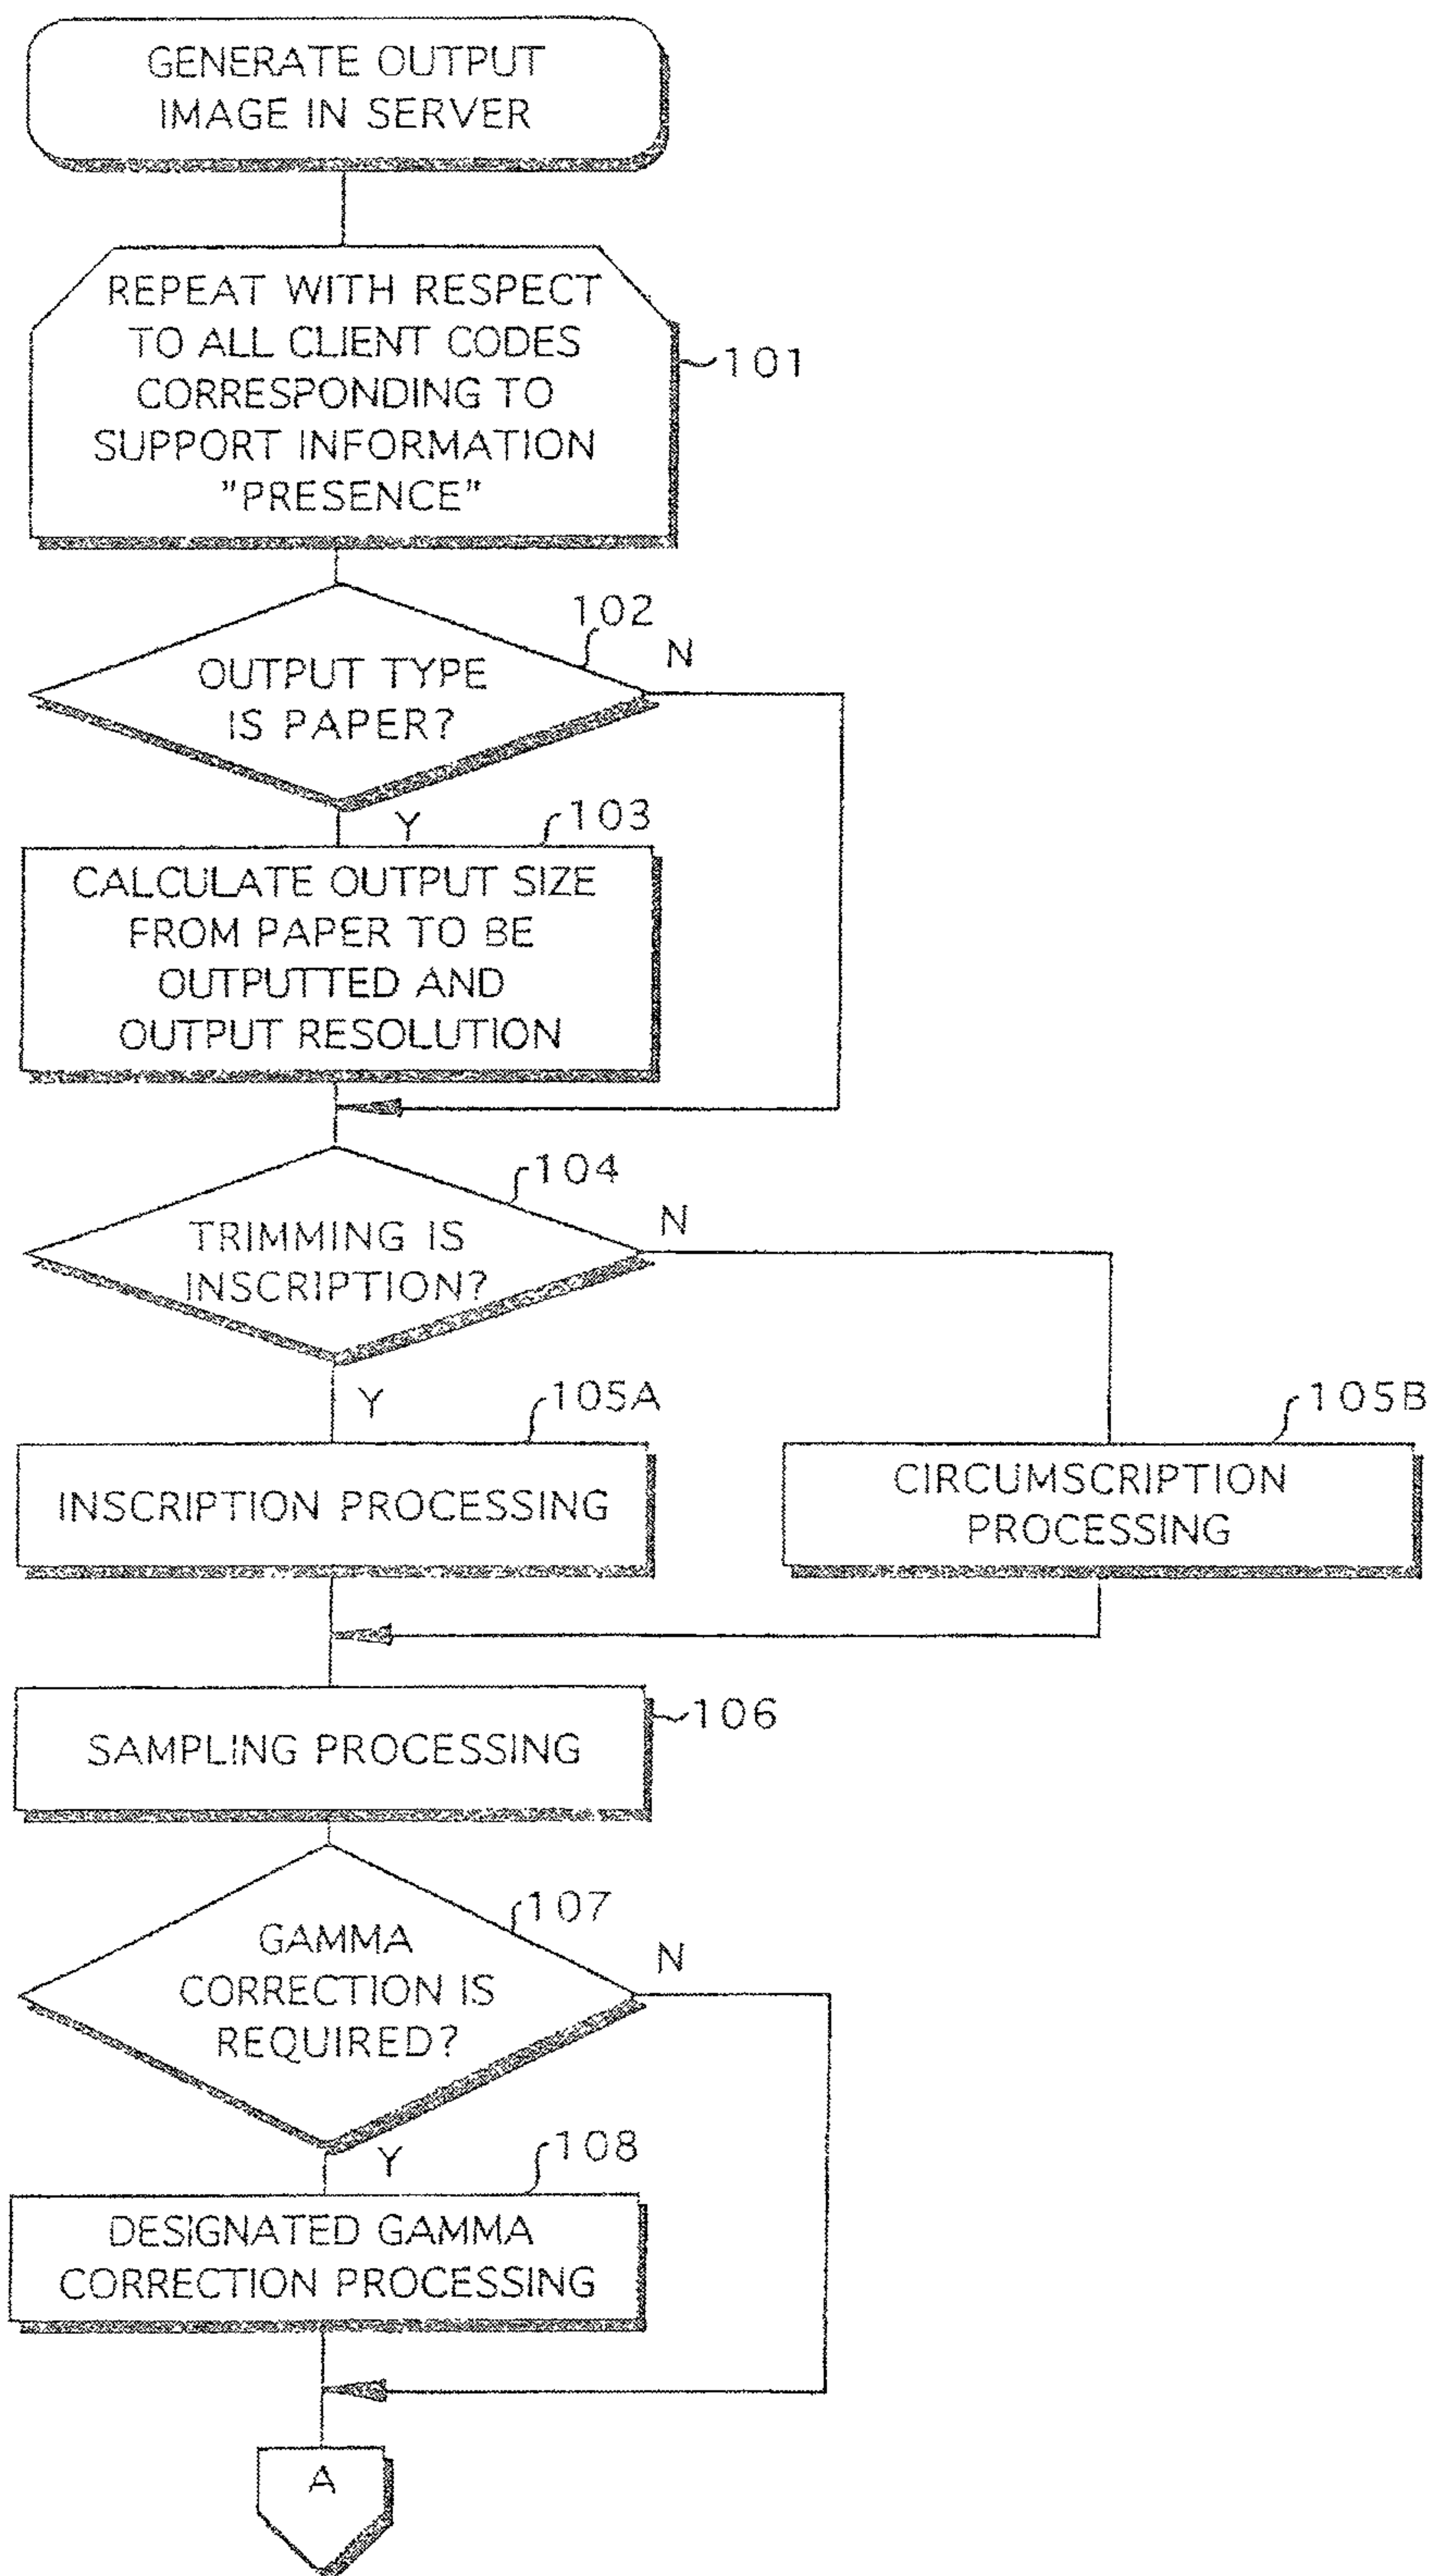 GENERATE OUTPUT
IMAGE IN SERVER
REPEAT WITH RESPECT
TO ALL CLIENT CODES
CORRESPONDING TO
SUPPORT INFORMATION
"PRESENCE"
101
102
N
OUTPUT TYPE
IS PAPER?
Y
103
CALCULATE OUTPUT SIZE
FROM PAPER TO BE
OUTPUTTED AND
OUTPUT RESOLUTION
104
N
TRIMMING IS
INSCRIPTION?
Y
105A
105B
INSCRIPTION PROCESSING
CIRCUMSCRIPTION
PROCESSING
106
SAMPLING PROCESSING
107
N
GAMMA
CORRECTION IS
REQUIRED?
Y
108
DESIGNATED GAMMA
CORRECTION PROCESSING
A